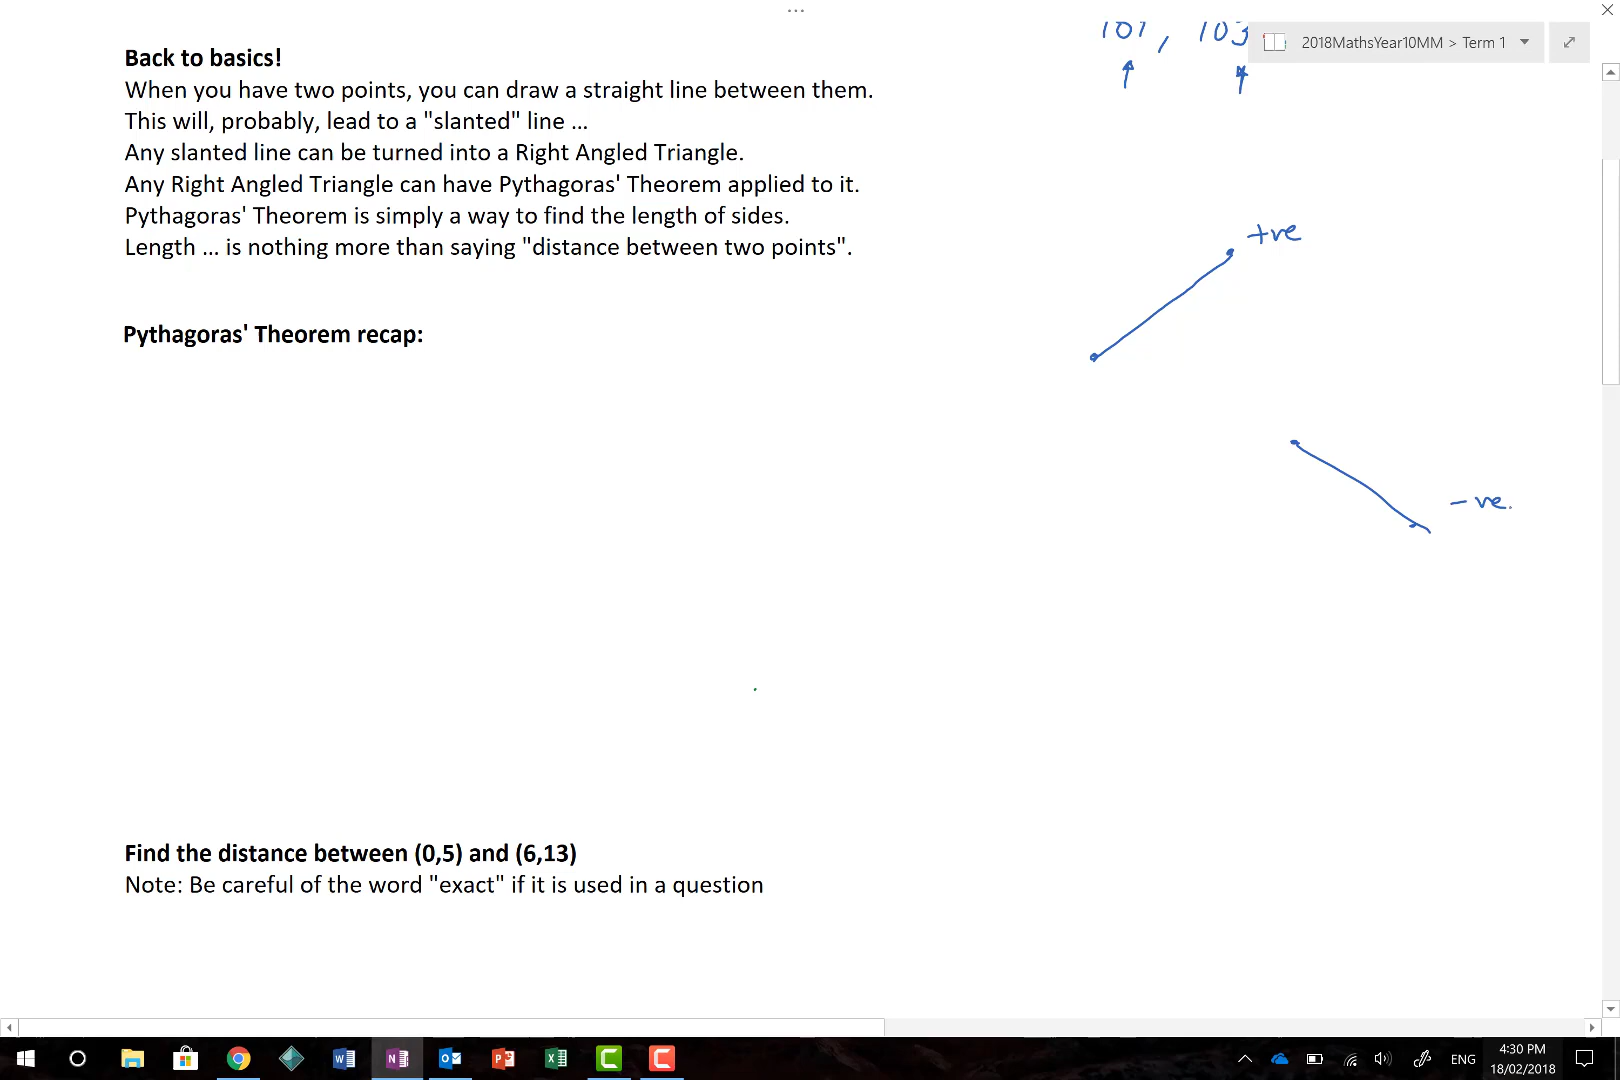 101, 103
2018MathsYear10MM > Term 1
Back to basics!
When you have two points, you can draw a straight line between them.
This will, probably, lead to a "slanted" line ...
Any slanted line can be turned into a Right Angled Triangle.
Any Right Angled Triangle can have Pythagoras' Theorem applied to it.
Pythagoras' Theorem is simply a way to find the length of sides.
Length ... is nothing more than saying "distance between two points".
+ve
Pythagoras' Theorem recap:
-ve.
Find the distance between (0,5) and (6,13)
Note: Be careful of the word "exact" if it is used in a question
ENG
4:30 PM
18/02/2018